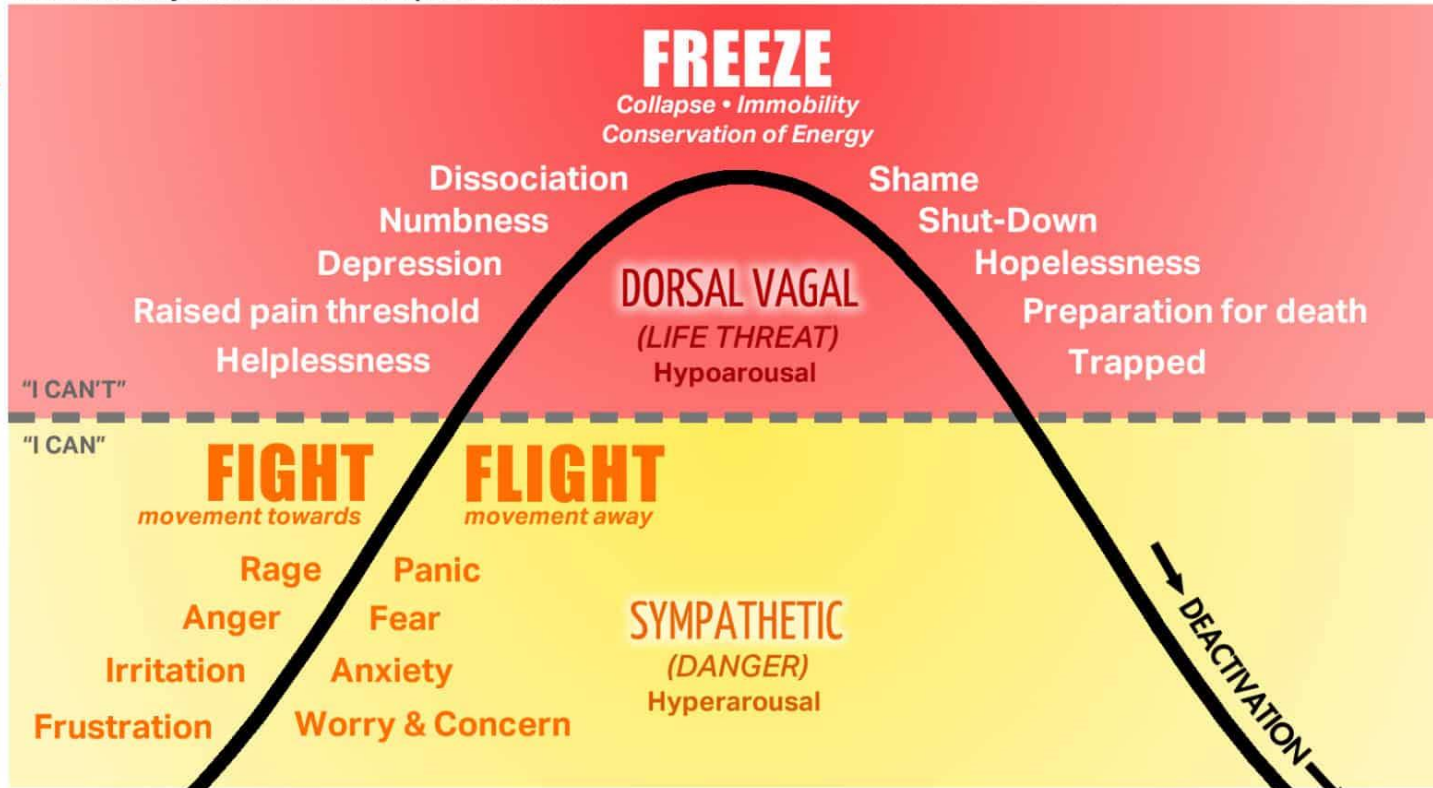 FREEZE
Collapse • Immobility
Conservation of Energy
Dissociation
Shame
Numbness
Shut-Down
Depression
Hopelessness
DORSAL VAGAL
Raised pain threshold
Preparation for death
(LIFE THREAT)
Helplessness
Trapped
Hypoarousal
"I CAN'T"
"I CAN"
FIGHT
movement towards
FLIGHT
movement away
Rage
Panic
Anger
Fear
SYMPATHETIC
(DANGER)
Irritation
Anxiety
Hyperarousal
Frustration
Worry & Concern
DEACTIVATION